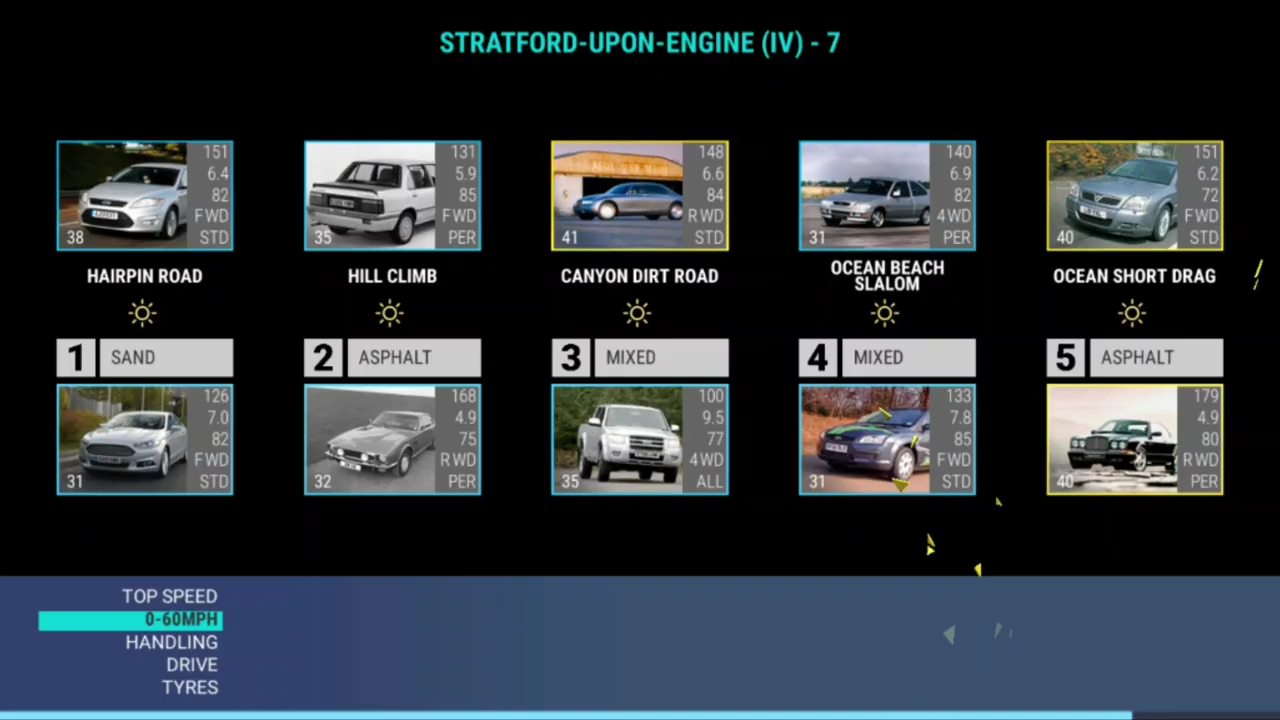 STRATFORD-UPON-ENGINE (IV) - 7
151
6.4
82
FWD
STD
38
131
5.9
85
FWD
PER
35
148
6.6
84
RWD
STD
41
140
6.9
82
4WD
PER
31
151
6.2
72
FWD
STD
40
HAIRPIN ROAD
HILL CLIMB
CANYON DIRT ROAD
OCEAN BEACH
SLALOM
OCEAN SHORT DRAG
1 SAND
2 ASPHALT
3 MIXED
4 MIXED
5 ASPHALT
126
7.0
82
FWD
STD
31
168
4.9
75
RWD
PER
32
100
9.5
77
4WD
ALL
35
133
7.8
85
FWD
STD
31
179
4.9
80
RWD
PER
40
TOP SPEED
0-60MPH
HANDLING
DRIVE
TYRES